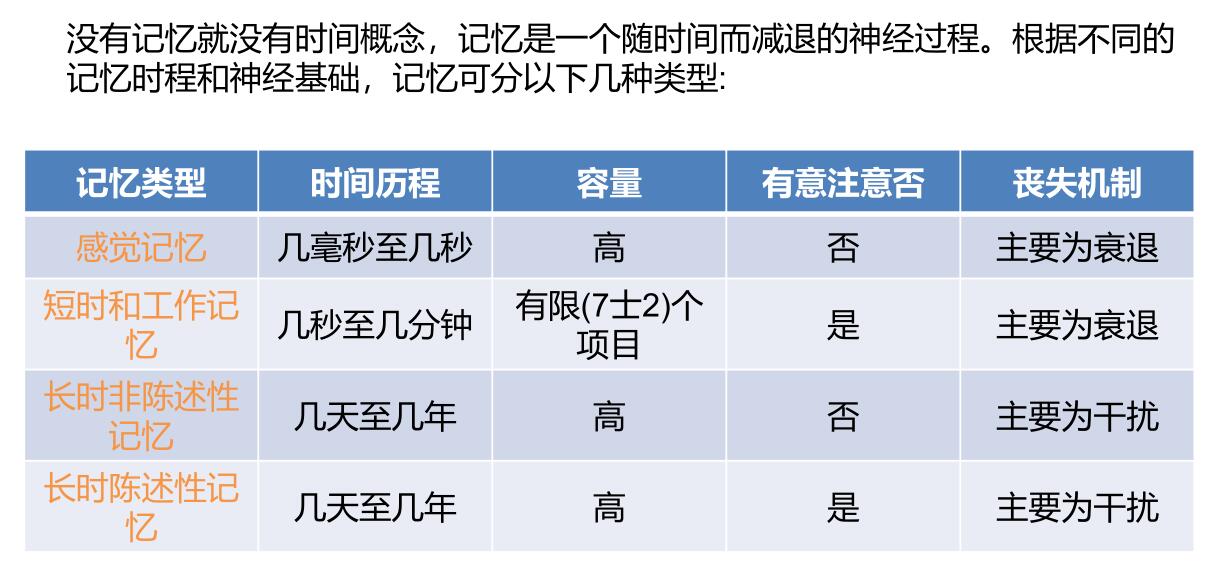 没有记忆就没有时间概念，记忆是一个随时间而减退的神经过程。根据不同的
记忆时程和神经基础，记忆可分以下几种类型:
记忆类型 时间历程 容量 有意注意否 丧失机制
感觉记忆 几毫秒至几秒 高 否 主要为衰退
短时和工作记
忆 几秒至几分钟 有限(7士2)个
项目 是 主要为衰退
长时非陈述性
记忆 几天至几年 高 否 主要为干扰
长时陈述性记
忆 几天至几年 高 是 主要为干扰